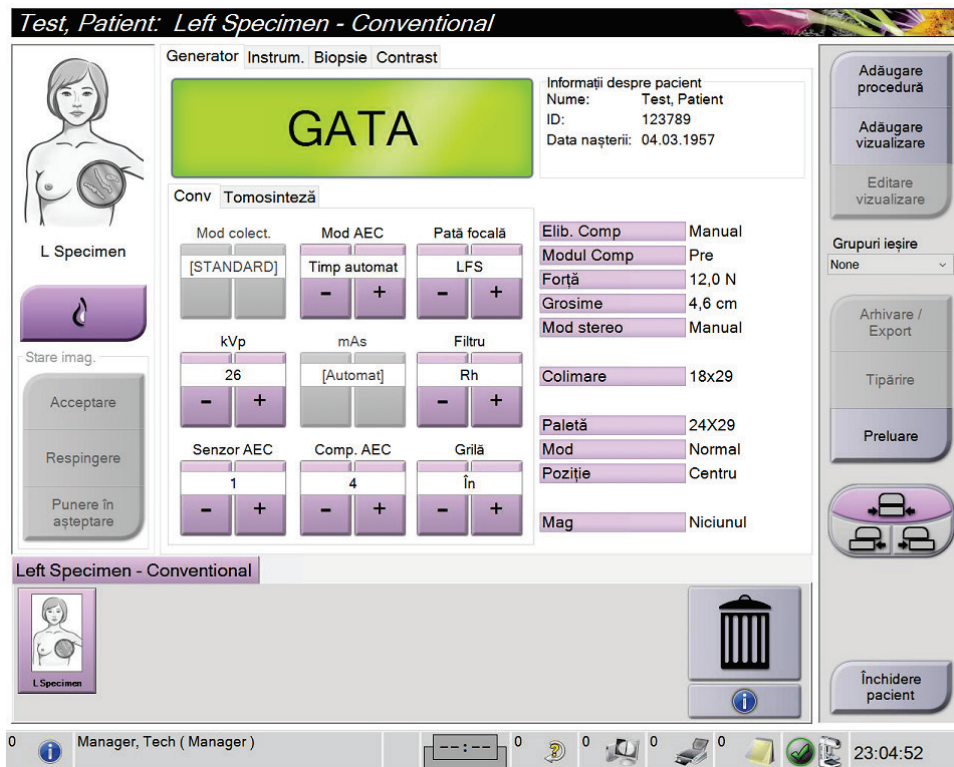 Test, Patient: Left Specimen - Conventional
Generator Instrum. Biopsie Contrast
GATA
Informații despre pacient
Nume: Test, Patient
ID: 123789
Data nașterii: 04.03.1957
L Specimen
Stare imag.
Acceptare
Respingere
Punere în
așteptare
Conv Tomosinteză
Mod colect. Mod AEC Pată focală
[STANDARD] Timp automat LFS
- + - +
kVp mAs Filtru
26 [Automat] Rh
- + - +
Senzor AEC Comp. AEC Grilă
1 4 În
- + - + - +
Elib. Comp Manual
Modul Comp Pre
Forță 12,0 N
Grosime 4,6 cm
Mod stereo Manual
Colimare 18x29
Paletă 24X29
Mod Normal
Poziție Centru
Mag Niciunul
Adăugare
procedură
Adăugare
vizualizare
Editare
vizualizare
Grupuri ieșire
None
Arhivare /
Export
Tipărire
Preluare
Left Specimen - Conventional
L Specimen
Închidere
pacient
0 Manager, Tech ( Manager ) --:-- 0 0 0 0 23:04:52